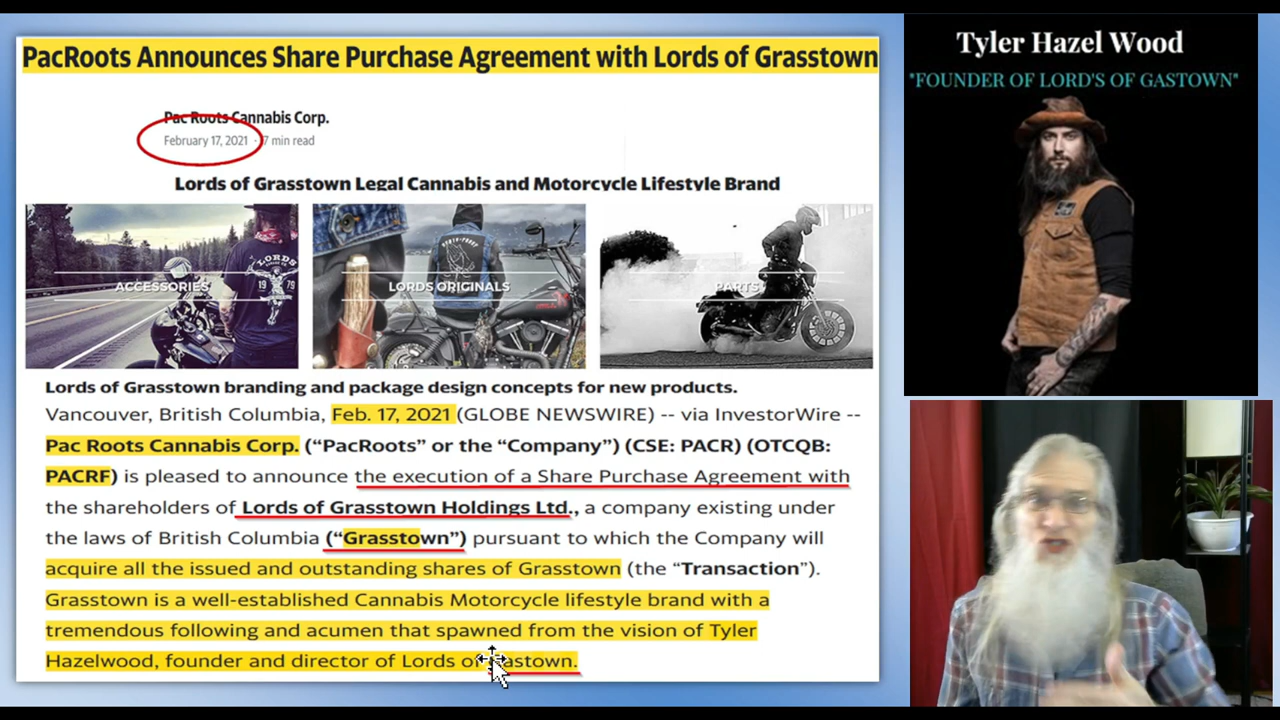 PacRoots Announces Share Purchase Agreement with Lords of Grasstown
Pac Roots Cannabis Corp.
February 17, 2021 · 7 min read
Lords of Grasstown Legal Cannabis and Motorcycle Lifestyle Brand
ACCESSORIES
LORDS ORIGINALS
PARTS
LORDS
19 79
Lords of Grasstown branding and package design concepts for new products.
Vancouver, British Columbia, Feb. 17, 2021 (GLOBE NEWSWIRE) -- via InvestorWire --
Pac Roots Cannabis Corp. (“PacRoots” or the “Company”) (CSE: PACR) (OTCQB:
PACRF) is pleased to announce the execution of a Share Purchase Agreement with
the shareholders of Lords of Grasstown Holdings Ltd., a company existing under
the laws of British Columbia (“Grasstown”) pursuant to which the Company will
acquire all the issued and outstanding shares of Grasstown (the “Transaction”).
Grasstown is a well-established Cannabis Motorcycle lifestyle brand with a
tremendous following and acumen that spawned from the vision of Tyler
Hazelwood, founder and director of Lords of Gastown.
Tyler Hazel Wood
"FOUNDER OF LORD'S OF GASTOWN"